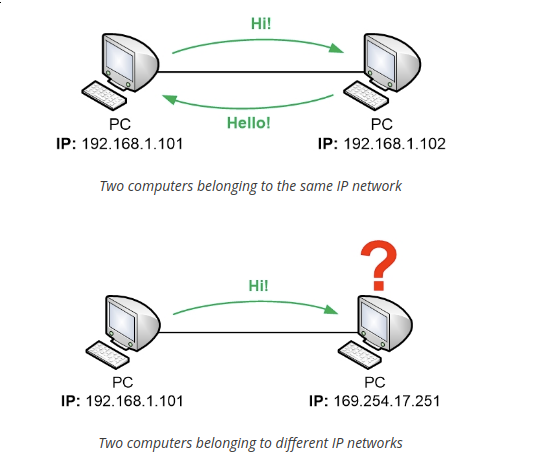 Hi!
Hello!
PC
IP: 192.168.1.101
PC
IP: 192.168.1.102
Two computers belonging to the same IP network
?
Hi!
PC
IP: 192.168.1.101
PC
IP: 169.254.17.251
Two computers belonging to different IP networks